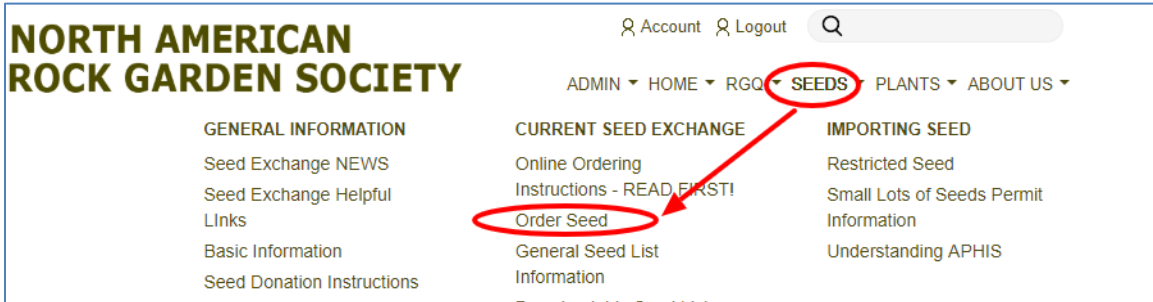 NORTH AMERICAN
ROCK GARDEN SOCIETY
Account Logout
ADMIN HOME RGQ SEEDS PLANTS ABOUT US
GENERAL INFORMATION
Seed Exchange NEWS
Seed Exchange Helpful
LInks
Basic Information
Seed Donation Instructions
CURRENT SEED EXCHANGE
Online Ordering
Instructions - READ FIRST!
Order Seed
General Seed List
Information
IMPORTING SEED
Restricted Seed
Small Lots of Seeds Permit
Information
Understanding APHIS